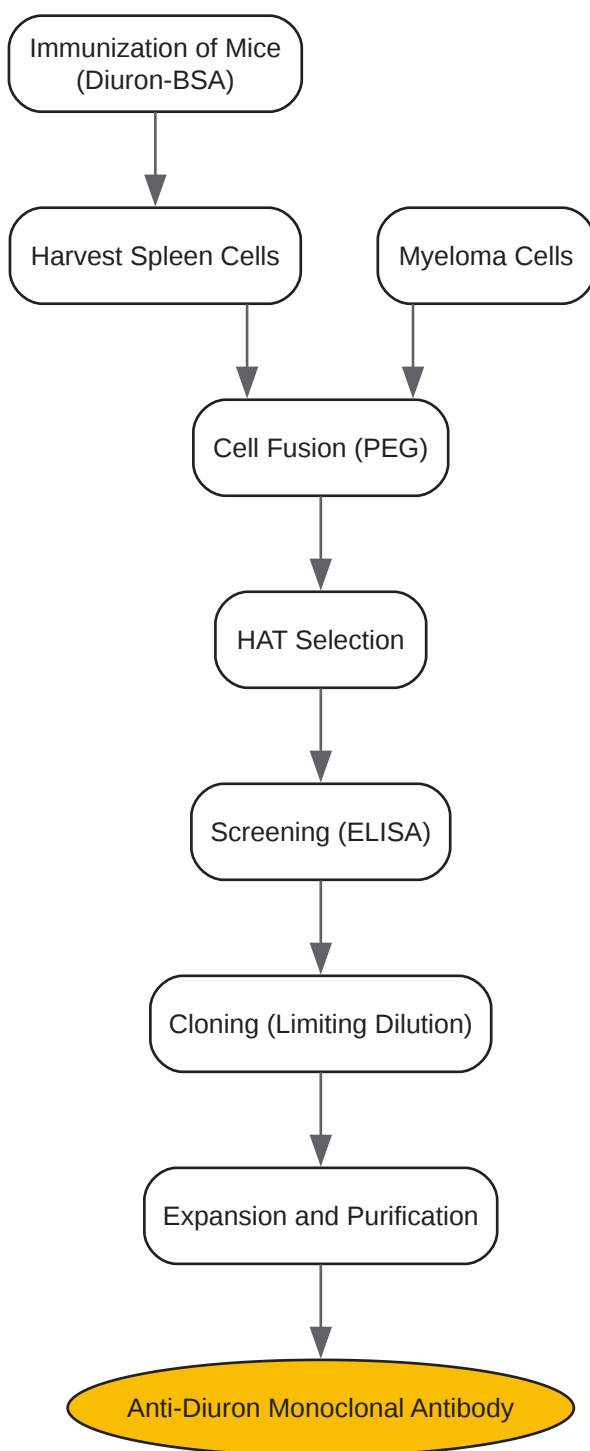 Immunization of Mice
(Diuron-BSA)
Harvest Spleen Cells
Myeloma Cells
Cell Fusion (PEG)
HAT Selection
Screening (ELISA)
Cloning (Limiting Dilution)
Expansion and Purification
Anti-Diuron Monoclonal Antibody